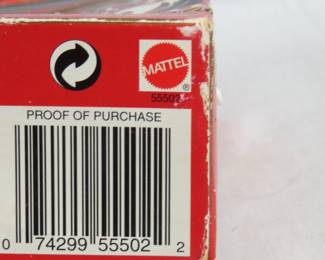 MATTEL
®
55502
PROOF OF PURCHASE
0 74299 55502 2